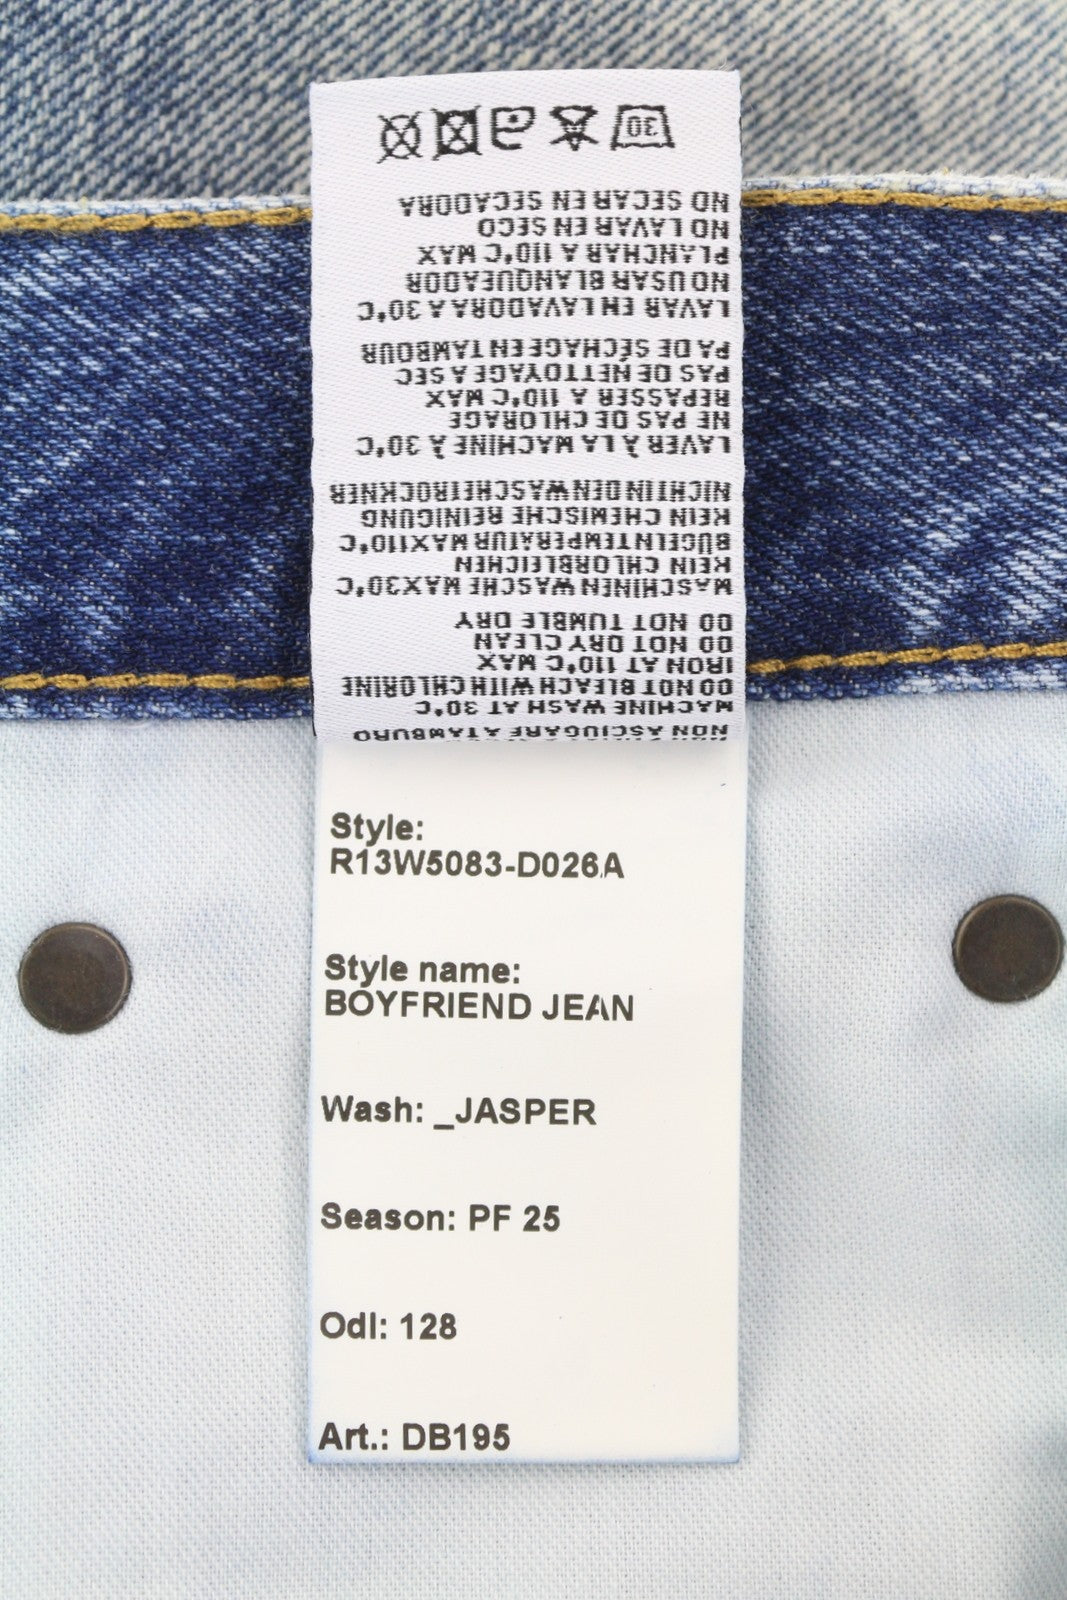 NON ASCIUGARE A TAMBURO
MACHINE WASH AT 30°C.
DO NOT BLEACH WITH CHLORINE
IRON AT 110°C MAX
DO NOT DRY CLEAN
DO NOT TUMBLE DRY
MASCHINENWASCHE MAX30°C
KEIN CHLORBLEICHEN
BÜGELNTEMPERATUR MAX110°C
KEIN CHEMISCHE REINIGUNG
NICHT IN DEN WASCHETROCKNER
LAVER À LA MACHINE À 30°C
NE PAS DE CHLORAGE
REPASSER A 110°C MAX
PAS DE NETTOYAGE A SEC
PA DE SÉCHAGE EN TAMBOUR
LAVAR EN LAVADORA A 30°C
NO USAR BLANQUEADOR
PLANCHAR A 110°C MAX
NO LAVAR EN SECO
NO SECAR EN SECADORA
30
Style:
R13W5083-D026A
Style name:
BOYFRIEND JEAN
Wash: _JASPER
Season: PF 25
Odl: 128
Art.: DB195